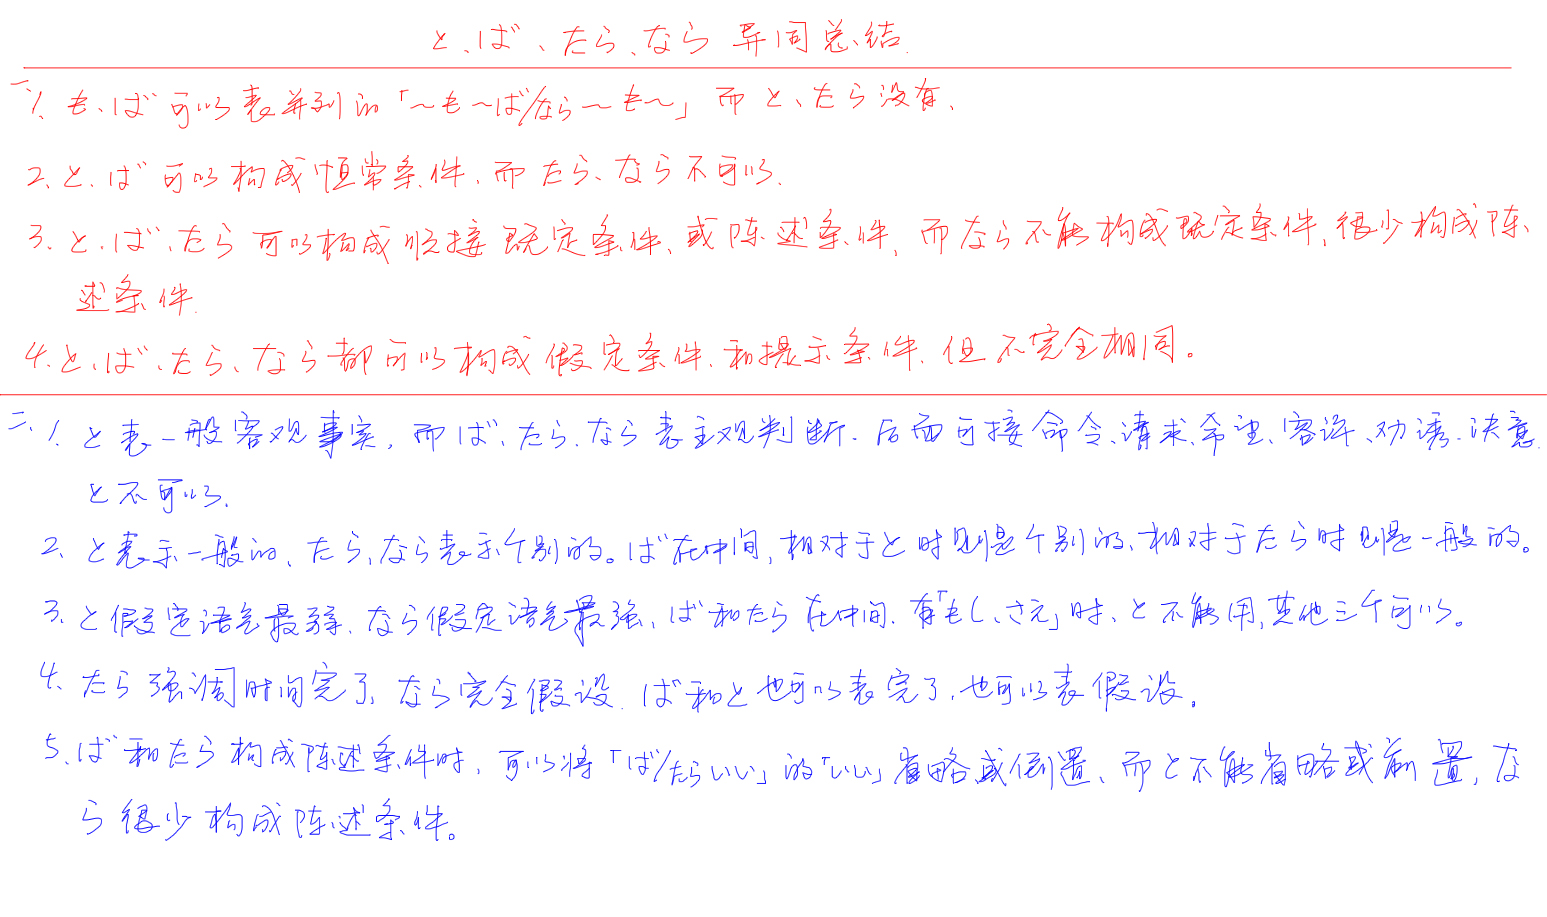 と、ば、たら、なら 异同总结.
一、1、も、ば可以表并列的「～も～ば/なら～も～」而と、たら没有、
2、と、ば可以构成恒常条件、而たら、なら不可以.
3、と、ば、たら可以构成顺接既定条件、或陈述条件，而なら不能构成既定条件，很少构成陈
述条件.
4、と、ば、たら、なら都可以构成假定条件、和提示条件、但不完全相同。
二、1、と表一般客观事实，而ば、たら、なら表主观判断、后面可接命令、请求、希望、容许、劝诱、决意.
と不可以.
2、と表示一般的、たら、なら表示个别的。ば在中间，相对于と时则是个别的、相对于たら时则是一般的。
3、と假定语气最弱、なら假定语气最强、ば和たら在中间、有「もし、さえ」时、と不能用，其他三个可以。
4、たら强调时间完了，なら完全假设、ば和と也可以表完了，也可以表假设。
5、ば和たら构成陈述条件时，可以将「ば/たらいい」的「いい」省略或倒置、而と不能省略或前置，な
ら很少构成陈述条件。